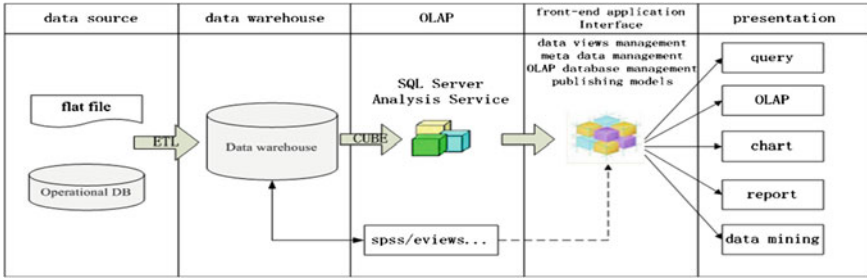 data source
data warehouse
OLAP
front-end application
Interface
presentation
flat file
Operational DB
ETL
Data warehouse
CUBE
SQL Server
Analysis Service
spss/eviews...
data views management
meta data management
OLAP database management
publishing models
query
OLAP
chart
report
data mining